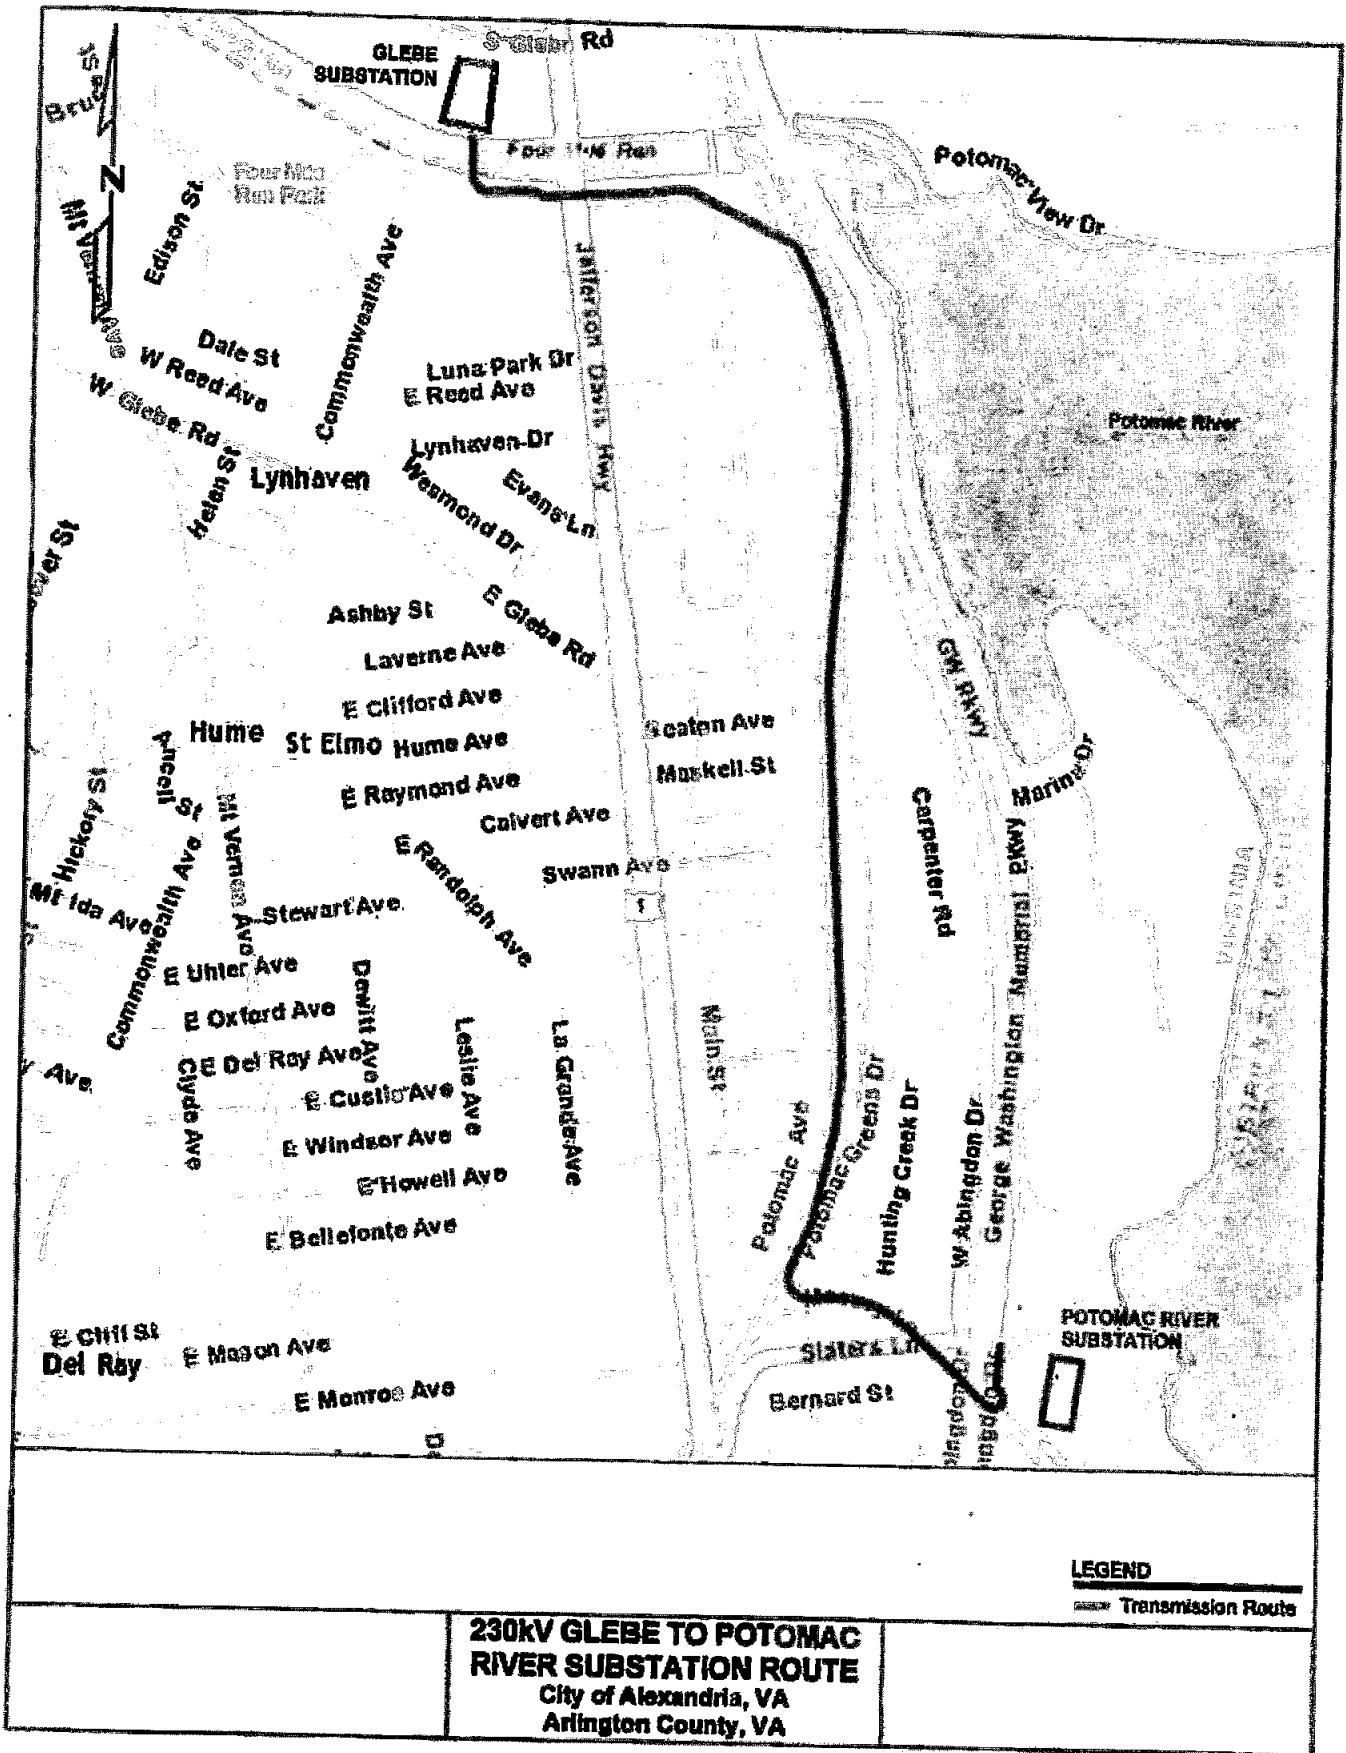 S Glebe Rd
GLEBE
SUBSTATION
Four Mile Run
Potomac View Dr
N
Four Mile
Run Park
Edison St
Commonwealth Ave
Jefferson Davis Hwy
Dale St
W Reed Ave
W Glebe Rd
Luna Park Dr
E Reed Ave
Lynhaven Dr
Potomac River
Helen St
Lynhaven
Wesmond Dr
Evans Ln
Ashby St
E Glebe Rd
Laverne Ave
E Clifford Ave
GW Pkwy
Hume
St Elmo
Hume Ave
Seaton Ave
Maskell St
Ancell St
E Raymond Ave
Calvert Ave
Marina Dr
Hickory St
Mt Vernon Ave
E Randolph Ave
Swann Ave
1
Carpenter Rd
Mt Ida Ave
Commonwealth Ave
Stewart Ave
E Uhler Ave
E Oxford Ave
Dewitt Ave
E Del Ray Ave
Clyde Ave
E Custis Ave
Leslie Ave
La Grande Ave
Main St
George Washington Memorial Pkwy
VIRGINIA
E Windsor Ave
E Howell Ave
E Bellefonte Ave
Potomac Ave
Potomac Greens Dr
Hunting Creek Dr
W Abingdon Dr
E Cliff St
Del Ray
E Mason Ave
E Monroe Ave
Slaters Ln
Bernard St
POTOMAC RIVER
SUBSTATION
LEGEND
Transmission Route
230kV GLEBE TO POTOMAC
RIVER SUBSTATION ROUTE
City of Alexandria, VA
Arlington County, VA